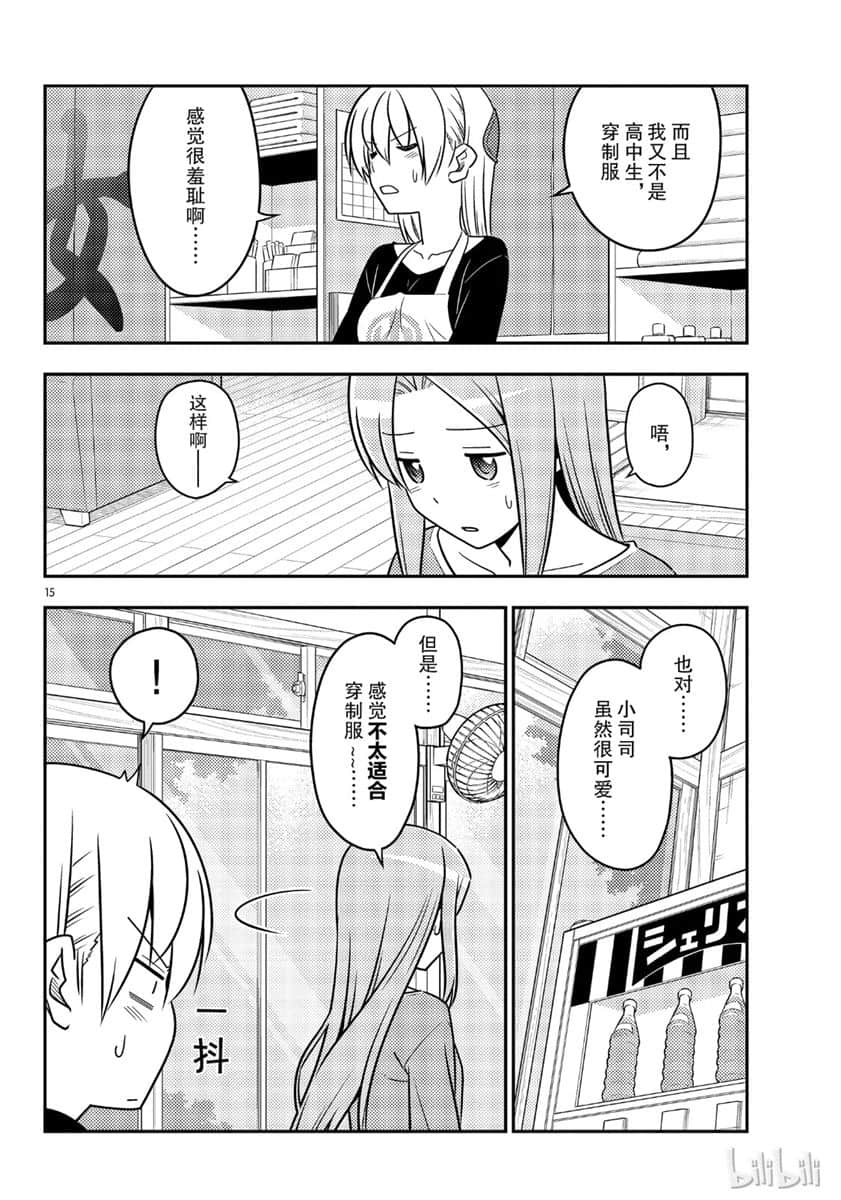 而且
我又不是
高中生，
穿制服
感觉很羞耻啊……
唔，
这样啊——
15
也对……
小司司
虽然很可爱……
シェリ
但是……
感觉不太适合
穿制服~~……
！
一抖
bilibili